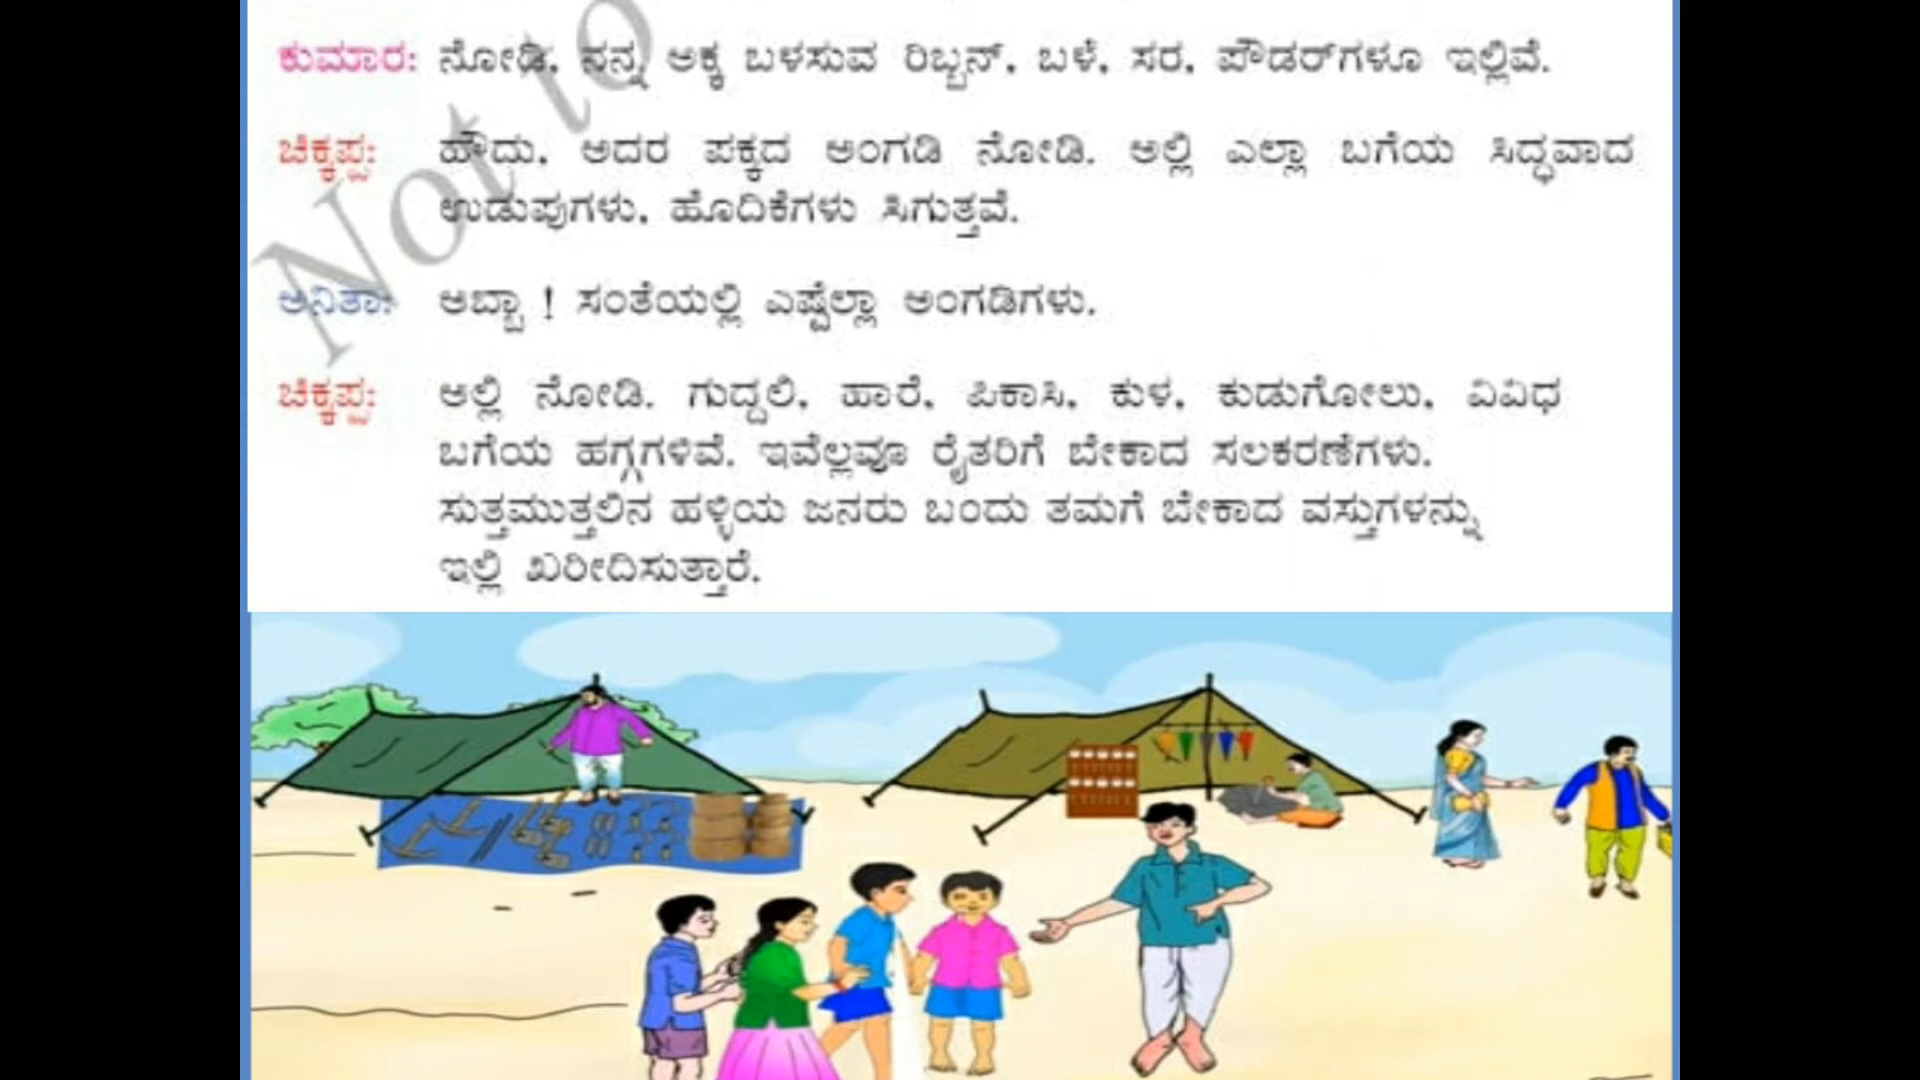 ಕುಮಾರ: ನೋಡಿ, ನನ್ನ ಅಕ್ಕ ಬಳಸುವ ರಿಬ್ಬನ್, ಬಳೆ, ಸರ, ಪೌಡರ್‌ಗಳೂ ಇಲ್ಲಿವೆ.
ಚಿಕ್ಕಪ್ಪ: ಹೌದು, ಅದರ ಪಕ್ಕದ ಅಂಗಡಿ ನೋಡಿ. ಅಲ್ಲಿ ಎಲ್ಲಾ ಬಗೆಯ ಸಿದ್ಧವಾದ
ಉಡುಪುಗಳು, ಹೊದಿಕೆಗಳು ಸಿಗುತ್ತವೆ.
ಅನಿತಾ: ಅಬ್ಬಾ ! ಸಂತೆಯಲ್ಲಿ ಎಷ್ಟೆಲ್ಲಾ ಅಂಗಡಿಗಳು.
ಚಿಕ್ಕಪ್ಪ: ಅಲ್ಲಿ ನೋಡಿ. ಗುದ್ದಲಿ, ಹಾರೆ, ಪಿಕಾಸಿ, ಕುಳ, ಕುಡುಗೋಲು, ವಿವಿಧ
ಬಗೆಯ ಹಗ್ಗಗಳಿವೆ. ಇವೆಲ್ಲವೂ ರೈತರಿಗೆ ಬೇಕಾದ ಸಲಕರಣೆಗಳು.
ಸುತ್ತಮುತ್ತಲಿನ ಹಳ್ಳಿಯ ಜನರು ಬಂದು ತಮಗೆ ಬೇಕಾದ ವಸ್ತುಗಳನ್ನು
ಇಲ್ಲಿ ಖರೀದಿಸುತ್ತಾರೆ.
Not to